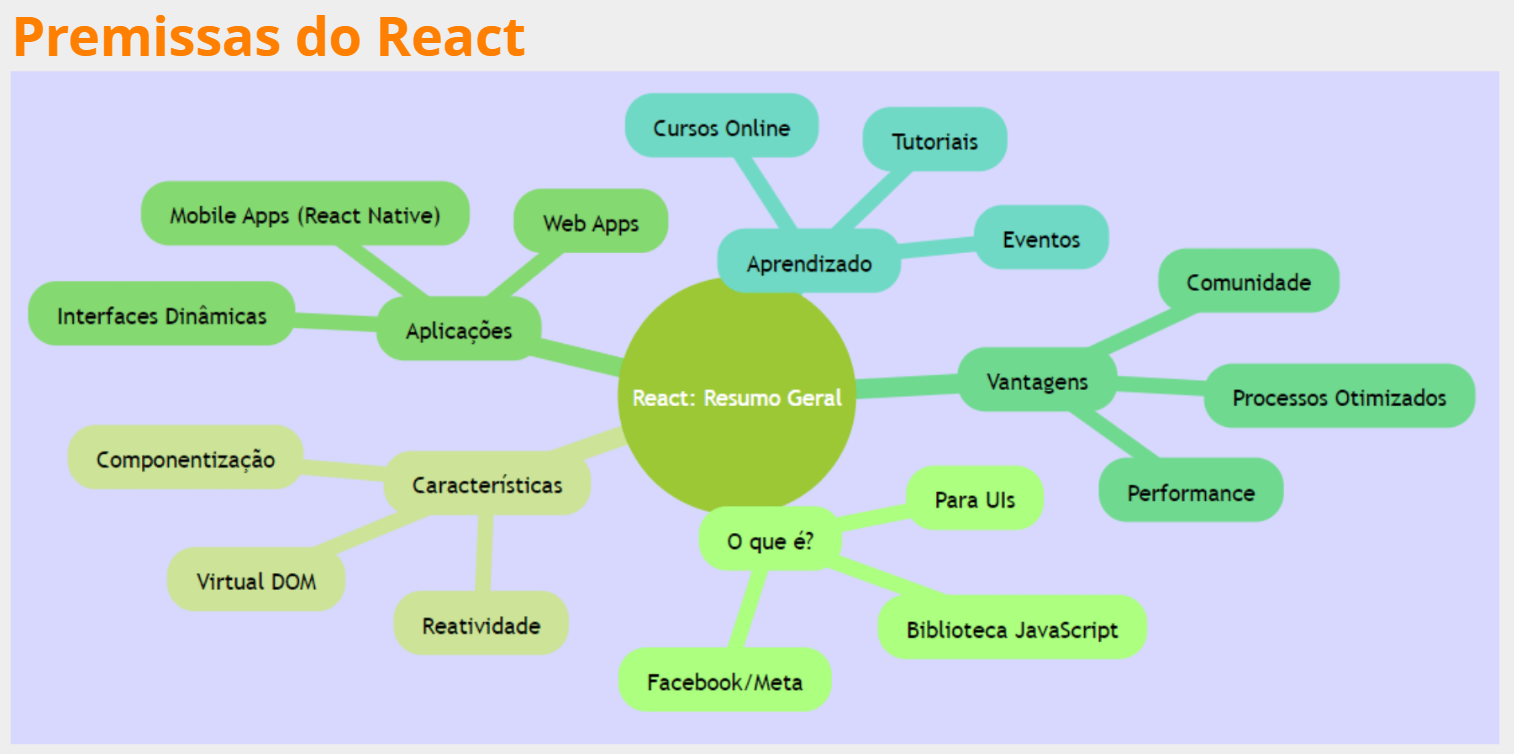 Premissas do React
Cursos Online
Tutoriais
Mobile Apps (React Native)
Web Apps
Eventos
Aprendizado
Comunidade
Interfaces Dinâmicas
Aplicações
Vantagens
React: Resumo Geral
Processos Otimizados
Componentização
Características
Performance
Para UIs
O que é?
Virtual DOM
Reatividade
Biblioteca JavaScript
Facebook/Meta